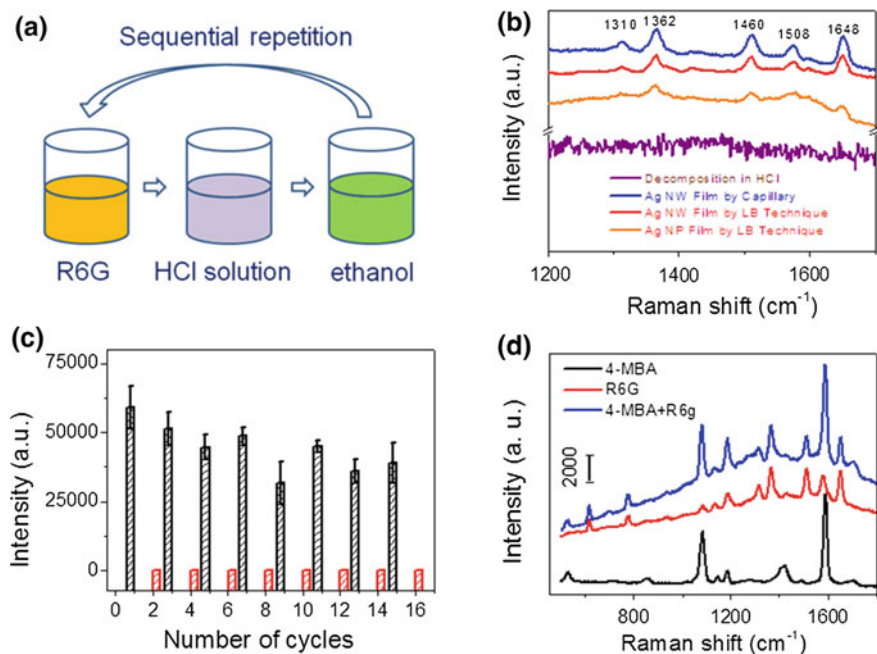 (a)
Sequential repetition
R6G
HCl solution
ethanol
(b)
Intensity (a.u.)
1310 1362 1460 1508 1648
Decomposition in HCl
Ag NW Film by Capillary
Ag NW Film by LB Technique
Ag NP Film by LB Technique
1200 1400 1600
Raman shift (cm-1)
(c)
Intensity (a.u.)
75000
50000
25000
0
0 2 4 6 8 10 12 14 16
Number of cycles
(d)
Intensity (a. u.)
4-MBA
R6G
4-MBA+R6g
2000
800 1200 1600
Raman shift (cm-1)